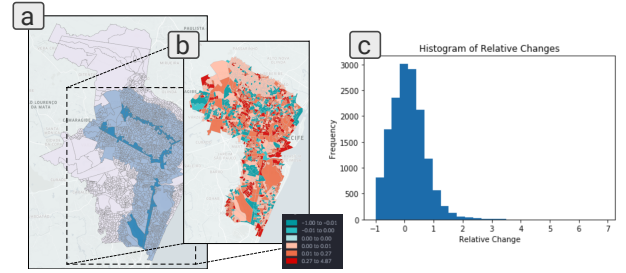 a
PAULISTA
O LOURENÇO
DA MATA
MARAGIBE
b
CIFE
−1.00 to −0.01
−0.01 to 0.00
0.00 to 0.00
0.00 to 0.01
0.01 to 0.27
0.27 to 4.87
c
Histogram of Relative Changes
Frequency
3000
2500
2000
1500
1000
500
0
−1 0 1 2 3 4 5 6 7
Relative Change